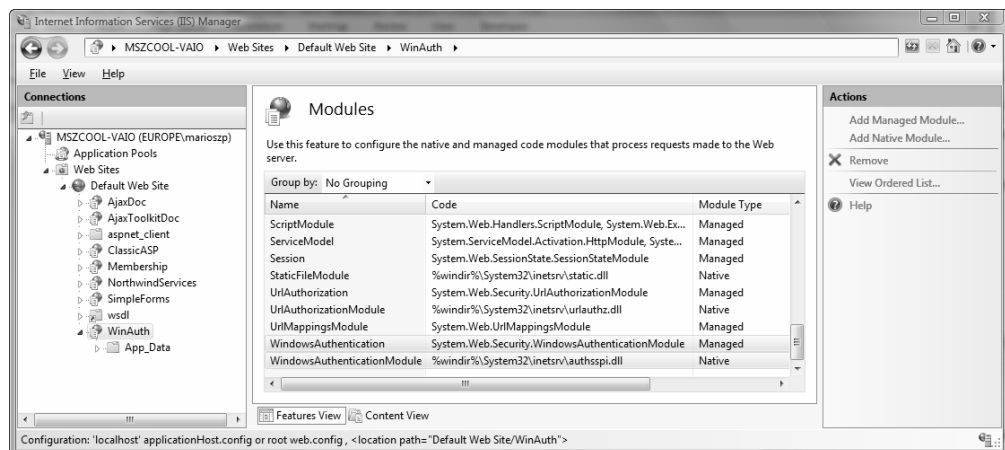 Internet Information Services (IIS) Manager
MSZCOOL-VAIO Web Sites Default Web Site WinAuth
File View Help
Connections
MSZCOOL-VAIO (EUROPE\marioszp)
Application Pools
Web Sites
Default Web Site
AjaxDoc
AjaxToolkitDoc
aspnet_client
ClassicASP
Membership
NorthwindServices
SimpleForms
wsdl
WinAuth
App_Data
Modules
Use this feature to configure the native and managed code modules that process requests made to the Web
server.
Group by: No Grouping
Name Code Module Type
ScriptModule System.Web.Handlers.ScriptModule, System.Web.Ex... Managed
ServiceModel System.ServiceModel.Activation.HttpModule, Syste... Managed
Session System.Web.SessionState.SessionStateModule Managed
StaticFileModule %windir%\System32\inetsrv\static.dll Native
UrlAuthorization System.Web.Security.UrlAuthorizationModule Managed
UrlAuthorizationModule %windir%\System32\inetsrv\urlauthz.dll Native
UrlMappingsModule System.Web.UrlMappingsModule Managed
WindowsAuthentication System.Web.Security.WindowsAuthenticationModule Managed
WindowsAuthenticationModule %windir%\System32\inetsrv\authsspi.dll Native
Features View Content View
Actions
Add Managed Module...
Add Native Module...
Remove
View Ordered List...
Help
Configuration: 'localhost' applicationHost.config or root web.config, <location path="Default Web Site/WinAuth">